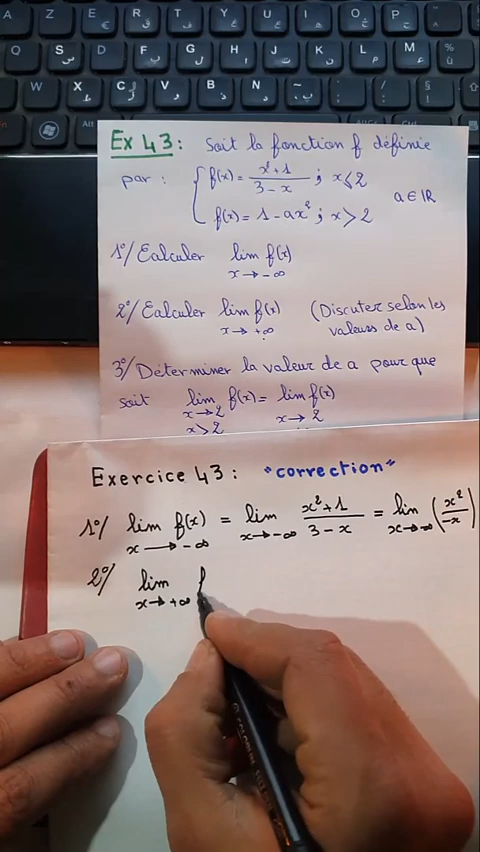 A Z E R T Y U I O P
Q S D F G H J K L M % ù
W X C V B N ? . / §
Alt
Ex 43: Soit la fonction f définie
par : { f(x) = x²+1 / 3 - x ; x ⩽ 2
f(x) = 1 - ax² ; x > 2 a ∈ IR
1°/ Calculer lim f(x)
x → -∞
2°/ Calculer lim f(x) (Discuter selon les
x → +∞ valeurs de a)
3°/ Déterminer la valeur de a pour que
soit lim f(x) = lim f(x)
x → 2 x → 2
x > 2
Exercice 43 : "correction"
1°/ lim f(x) = lim x²+1 / 3 - x = lim (x² / -x)
x → -∞ x → -∞ x → -∞
2°/ lim f
x → +∞